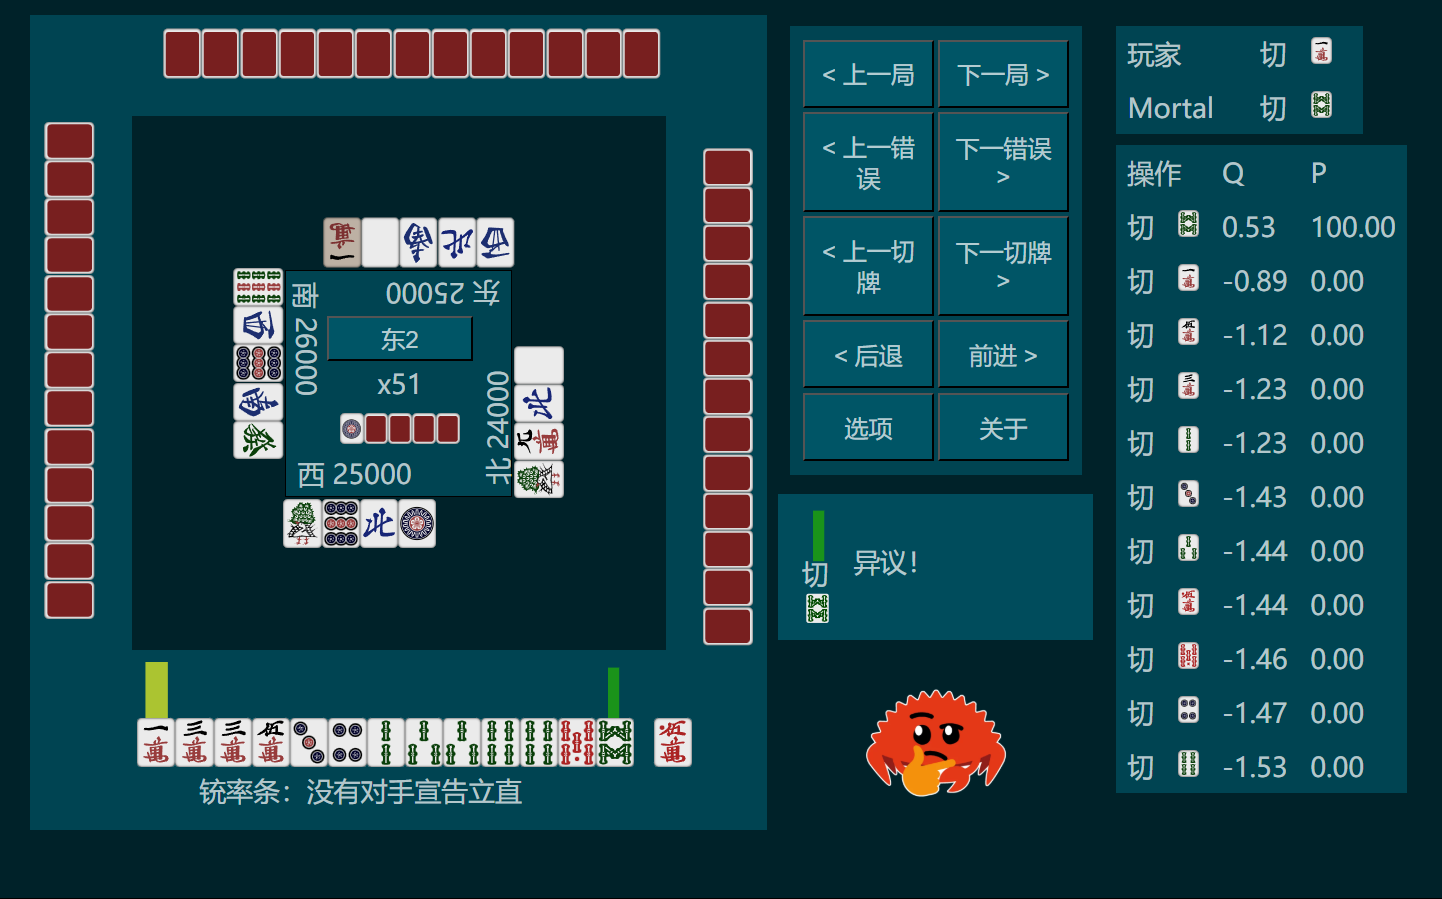 东 25000
南 26000
东2
x51
北 24000
西 25000
铳率条：没有对手宣告立直
< 上一局
下一局 >
< 上一错误
下一错误 >
< 上一切牌
下一切牌 >
< 后退
前进 >
选项
关于
切
异议！
玩家 切
Mortal 切
操作 Q P
切 0.53 100.00
切 -0.89 0.00
切 -1.12 0.00
切 -1.23 0.00
切 -1.23 0.00
切 -1.43 0.00
切 -1.44 0.00
切 -1.44 0.00
切 -1.46 0.00
切 -1.47 0.00
切 -1.53 0.00